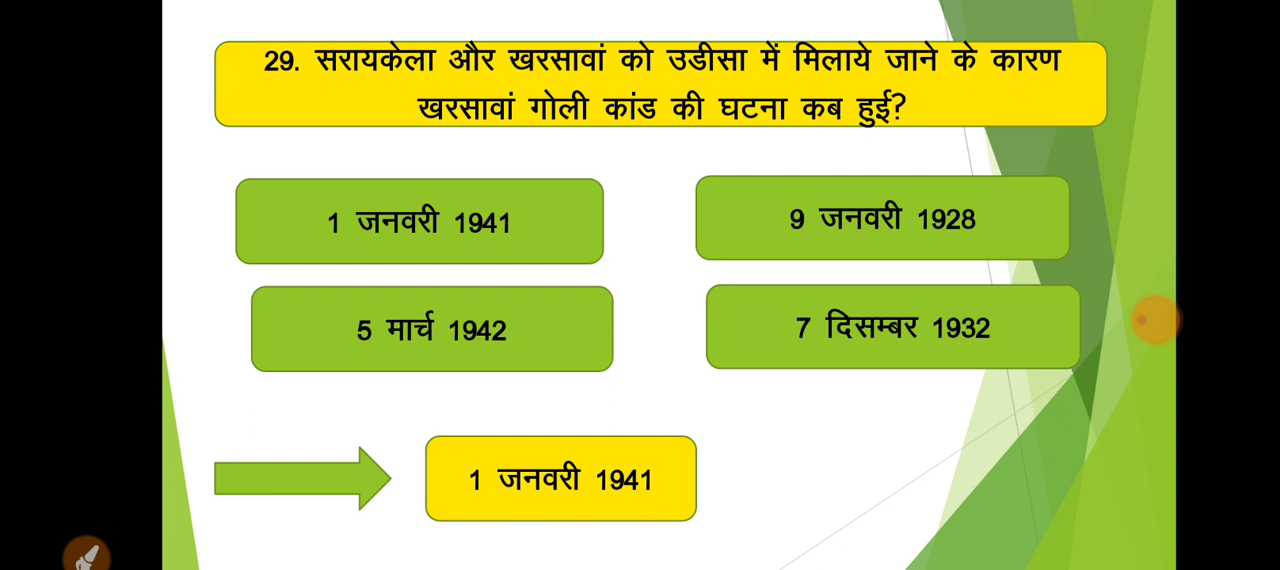 29. सरायकेला और खरसावां को उडीसा में मिलाये जाने के कारण
खरसावां गोली कांड की घटना कब हुई?
1 जनवरी 1941
9 जनवरी 1928
5 मार्च 1942
7 दिसम्बर 1932
1 जनवरी 1941